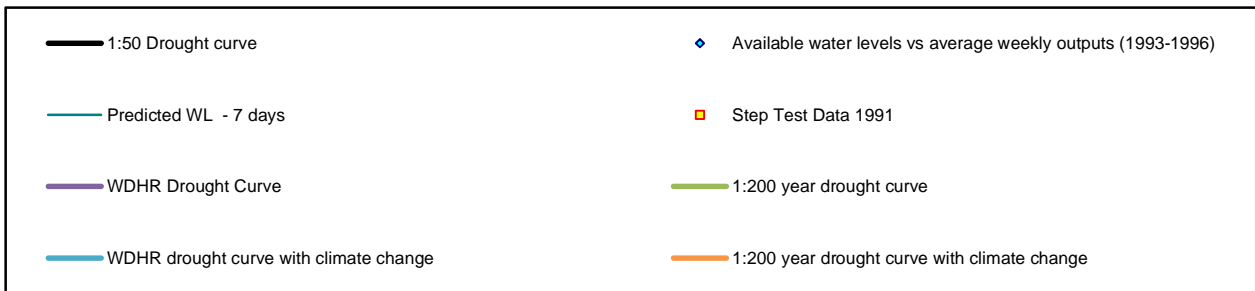 1:50 Drought curve
Available water levels vs average weekly outputs (1993-1996)
Predicted WL - 7 days
Step Test Data 1991
WDHR Drought Curve
1:200 year drought curve
WDHR drought curve with climate change
1:200 year drought curve with climate change